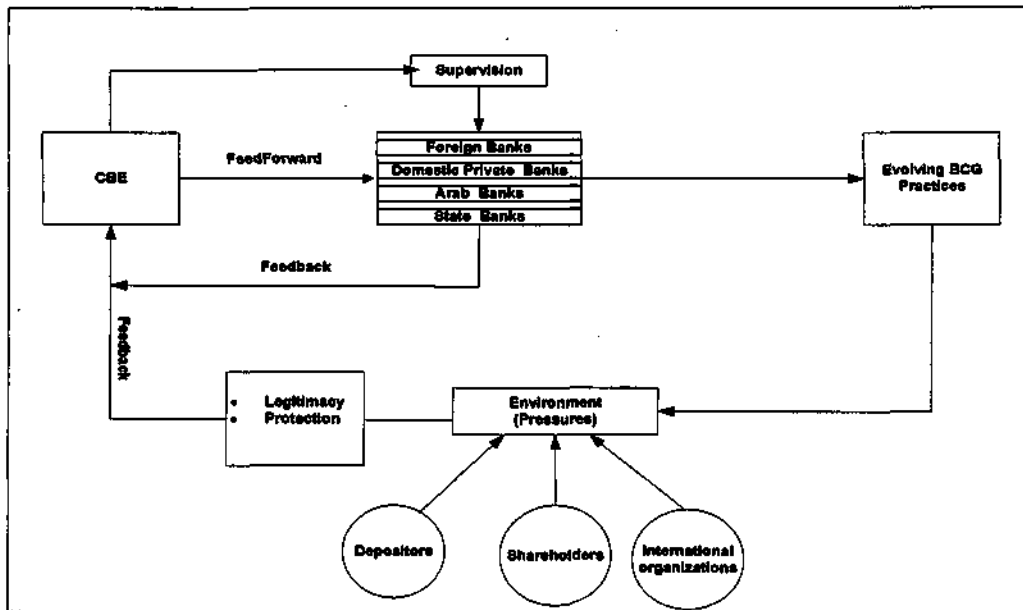 Supervision
CBE
FeedForward
Foreign Banks
Domestic Private Banks
Arab Banks
State Banks
Evolving BCG
Practices
Feedback
Feedback
Legitimacy
Protection
Environment
(Pressures)
Depositors
Shareholders
International
organizations